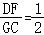 DF/GC = 1/2